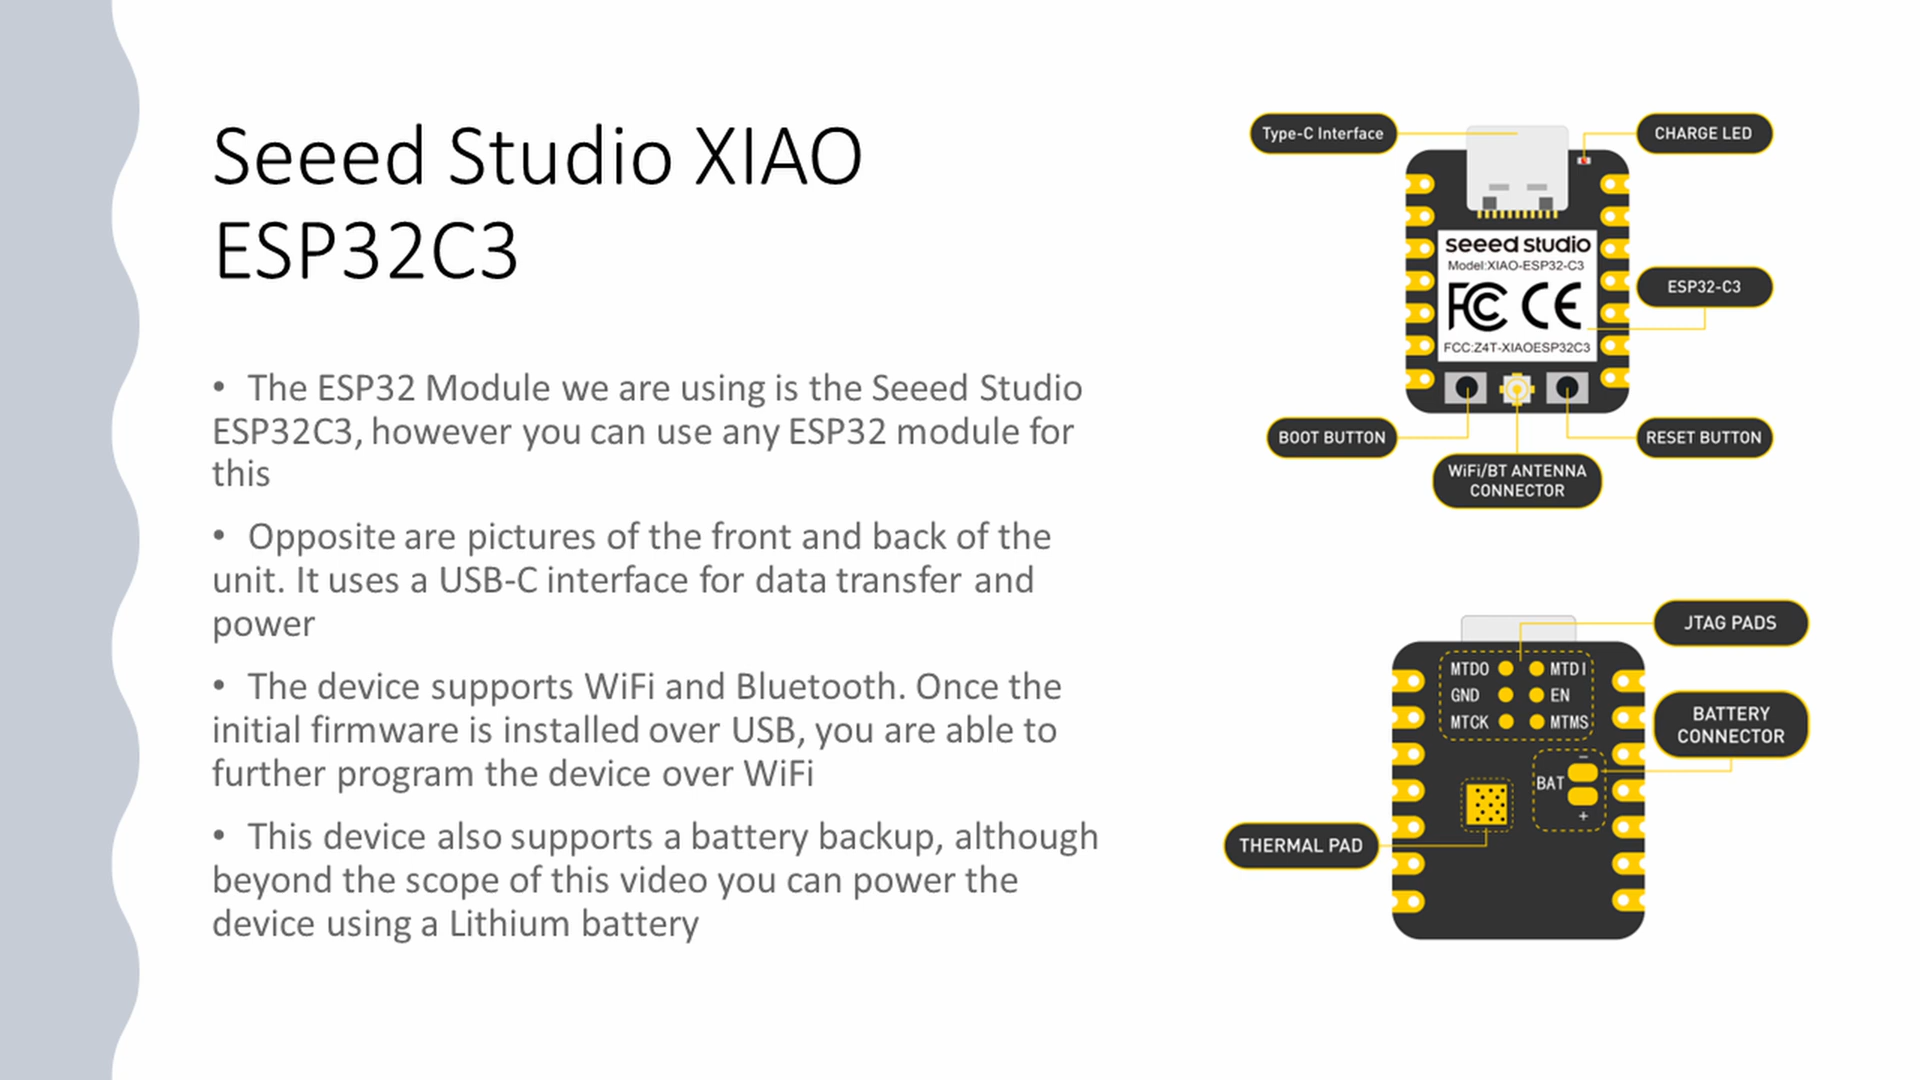 Seeed Studio XIAO
ESP32C3
• The ESP32 Module we are using is the Seeed Studio
ESP32C3, however you can use any ESP32 module for
this
• Opposite are pictures of the front and back of the
unit. It uses a USB-C interface for data transfer and
power
• The device supports WiFi and Bluetooth. Once the
initial firmware is installed over USB, you are able to
further program the device over WiFi
• This device also supports a battery backup, although
beyond the scope of this video you can power the
device using a Lithium battery
Type-C Interface
CHARGE LED
seeed studio
Model:XIAO-ESP32-C3
FC CE
FCC:Z4T-XIAOESP32C3
ESP32-C3
BOOT BUTTON
RESET BUTTON
WiFi/BT ANTENNA
CONNECTOR
JTAG PADS
MTDO MTDI
GND EN
MTCK MTMS
BATTERY
CONNECTOR
-
BAT
+
THERMAL PAD